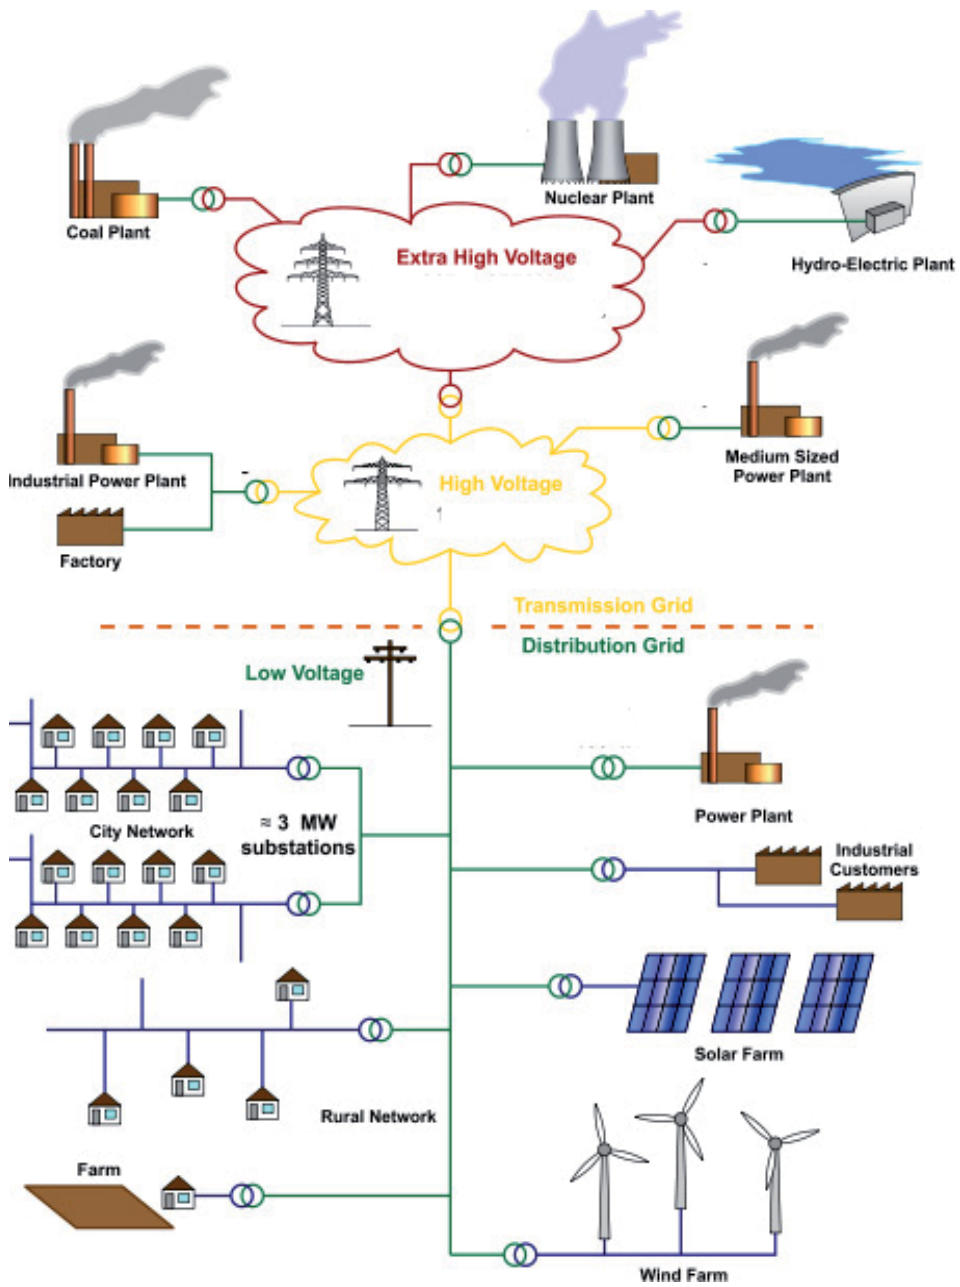 Coal Plant
Nuclear Plant
Hydro-Electric Plant
Extra High Voltage
Industrial Power Plant
Factory
High Voltage
Medium Sized
Power Plant
Transmission Grid
Distribution Grid
Low Voltage
City Network
≈ 3 MW
substations
Power Plant
Industrial
Customers
Solar Farm
Rural Network
Farm
Wind Farm